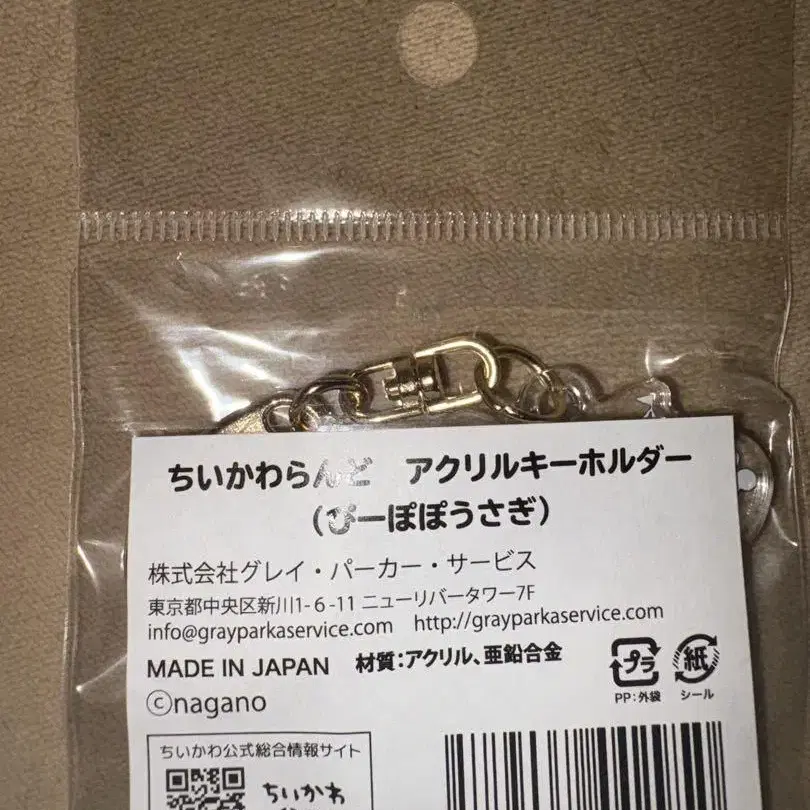 ちいかわらんど　アクリルキーホルダー
（ぴーぽぽうさぎ）
株式会社グレイ・パーカー・サービス
東京都中央区新川1-6-11 ニューリバータワー7F
info@grayparkaservice.com　http://grayparkaservice.com
MADE IN JAPAN　材質：アクリル、亜鉛合金
プラ　紙
PP：外袋　シール
©nagano
ちいかわ公式総合情報サイト
ちいかわ